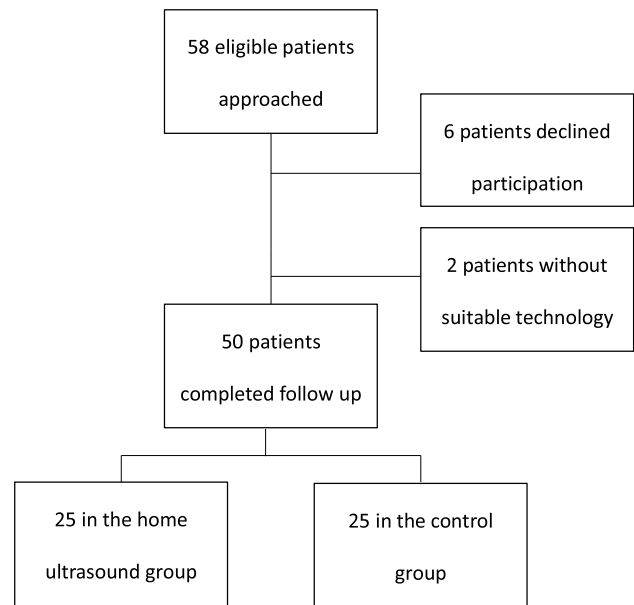 58 eligible patients
approached
6 patients declined
participation
2 patients without
suitable technology
50 patients
completed follow up
25 in the home
ultrasound group
25 in the control
group